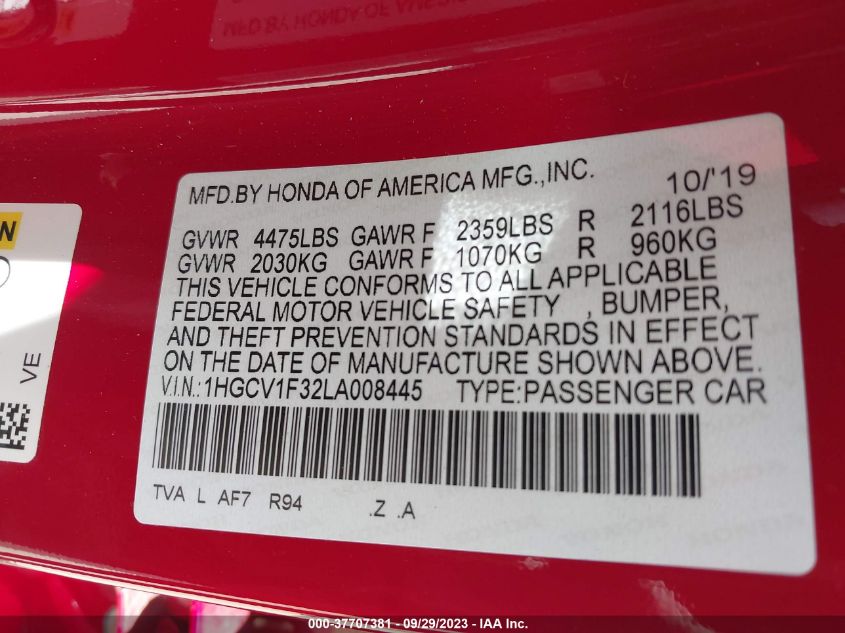 MFD.BY HONDA OF AMERICA MFG.,INC. 10/'19
GVWR 4475LBS GAWR F 2359LBS R 2116LBS
GVWR 2030KG GAWR F 1070KG R 960KG
THIS VEHICLE CONFORMS TO ALL APPLICABLE
FEDERAL MOTOR VEHICLE SAFETY , BUMPER,
AND THEFT PREVENTION STANDARDS IN EFFECT
ON THE DATE OF MANUFACTURE SHOWN ABOVE.
V.I.N.:1HGCV1F32LA008445 TYPE:PASSENGER CAR
TVA L AF7 R94 .Z .A
VE
000-37707381 - 09/29/2023 - IAA Inc.